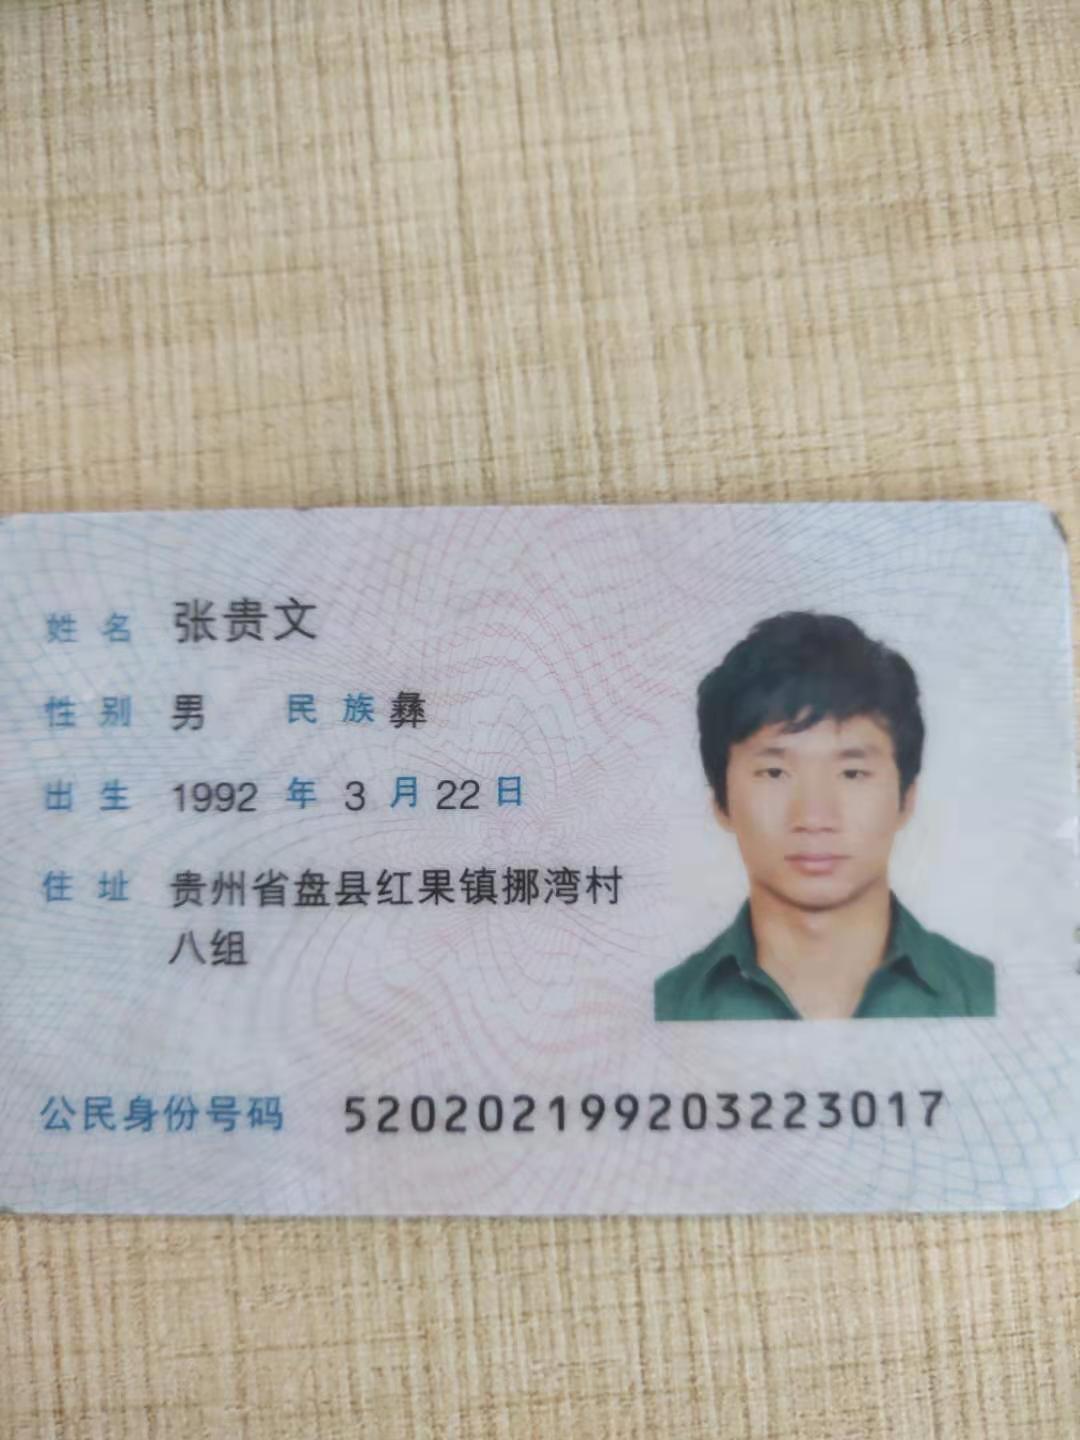 姓名 张贵文
性别 男 民族 彝
出生 1992 年 3 月 22 日
住址 贵州省盘县红果镇挪湾村
八组
公民身份号码 520202199203223017